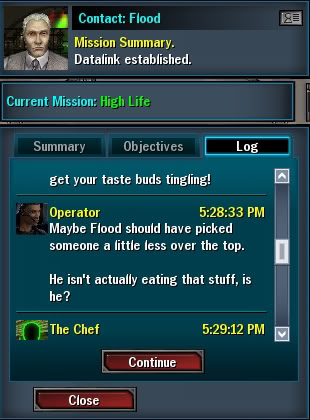 Contact: Flood
Mission Summary.
Datalink established.
Current Mission: High Life
Summary
Objectives
Log
get your taste buds tingling!
Operator 5:28:33 PM
Maybe Flood should have picked
someone a little less over the top.
He isn't actually eating that stuff, is
he?
The Chef 5:29:12 PM
Continue
Close